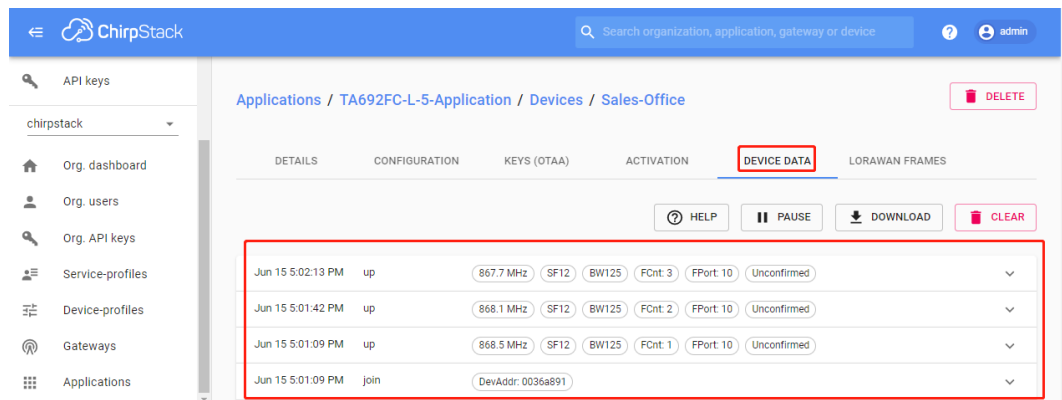 ChirpStack
Search organization, application, gateway or device
? admin
API keys
chirpstack
Org. dashboard
Org. users
Org. API keys
Service-profiles
Device-profiles
Gateways
Applications
Applications / TA692FC-L-5-Application / Devices / Sales-Office
DELETE
DETAILS CONFIGURATION KEYS (OTAA) ACTIVATION DEVICE DATA LORAWAN FRAMES
? HELP PAUSE DOWNLOAD CLEAR
Jun 15 5:02:13 PM up 867.7 MHz SF12 BW125 FCnt: 3 FPort: 10 Unconfirmed
Jun 15 5:01:42 PM up 868.1 MHz SF12 BW125 FCnt: 2 FPort: 10 Unconfirmed
Jun 15 5:01:09 PM up 868.5 MHz SF12 BW125 FCnt: 1 FPort: 10 Unconfirmed
Jun 15 5:01:09 PM join DevAddr: 0036a891